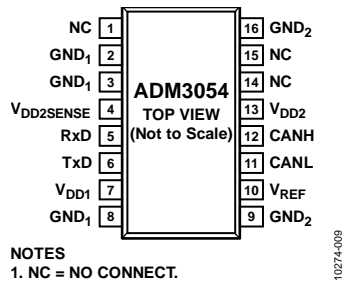 NC 1
GND1 2
GND1 3
VDD2SENSE 4
RxD 5
TxD 6
VDD1 7
GND1 8
ADM3054
TOP VIEW
(Not to Scale)
16 GND2
15 NC
14 NC
13 VDD2
12 CANH
11 CANL
10 VREF
9 GND2
NOTES
1. NC = NO CONNECT.
10274-009